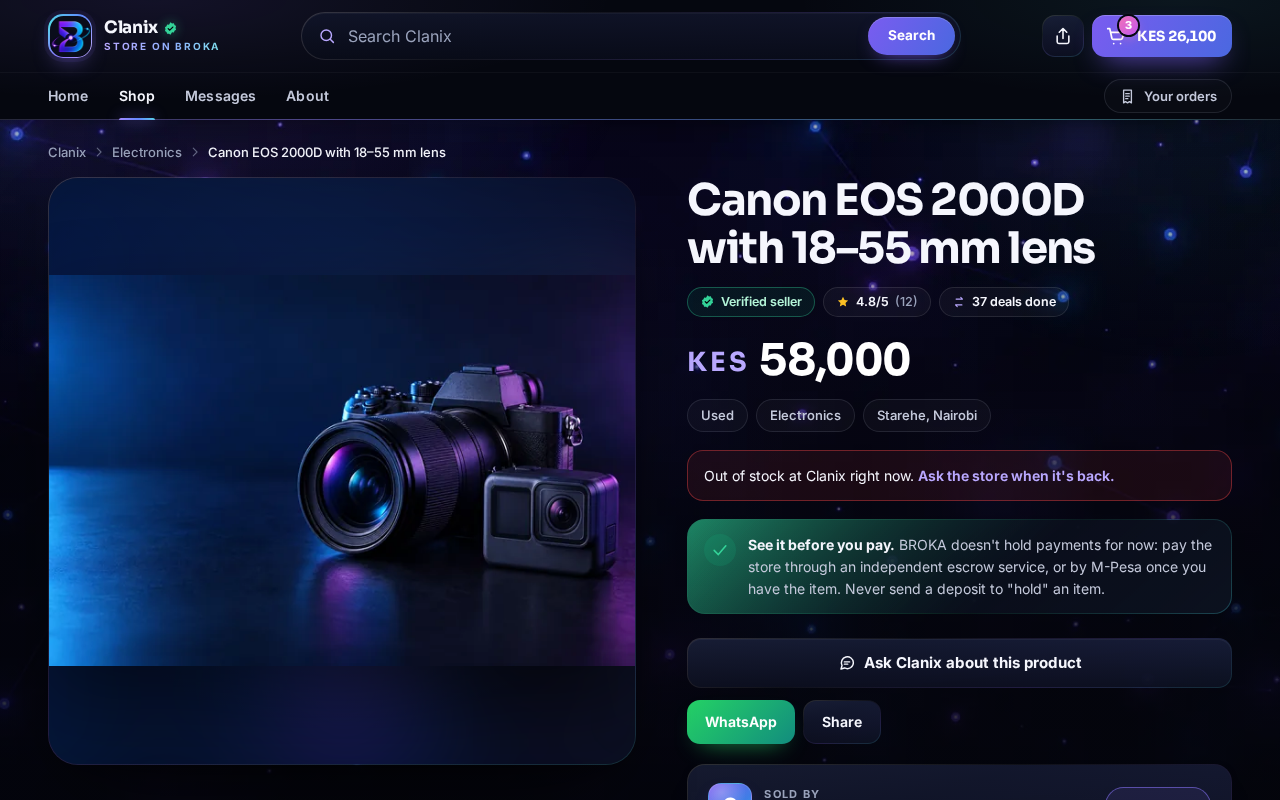 Clanix
STORE ON BROKA
Search Clanix
Search
3
KES 26,100
Home
Shop
Messages
About
Your orders
Clanix > Electronics > Canon EOS 2000D with 18–55 mm lens
Canon EOS 2000D
with 18–55 mm lens
Verified seller
4.8/5 (12)
37 deals done
KES 58,000
Used
Electronics
Starehe, Nairobi
Out of stock at Clanix right now. Ask the store when it's back.
See it before you pay. BROKA doesn't hold payments for now: pay the
store through an independent escrow service, or by M-Pesa once you
have the item. Never send a deposit to "hold" an item.
Ask Clanix about this product
WhatsApp
Share
SOLD BY